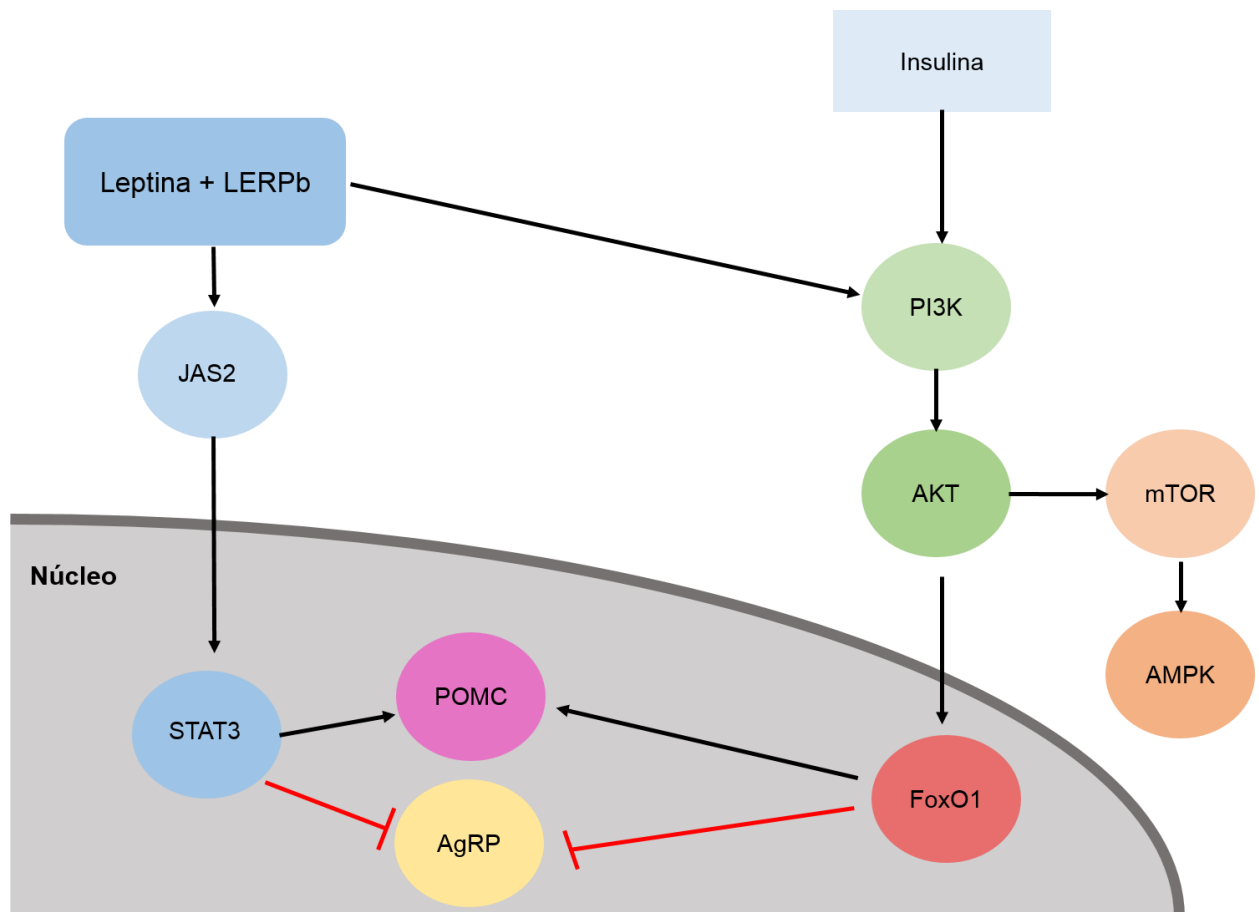 Insulina
Leptina + LERPb
PI3K
JAS2
AKT
mTOR
Núcleo
POMC
AMPK
STAT3
FoxO1
AgRP